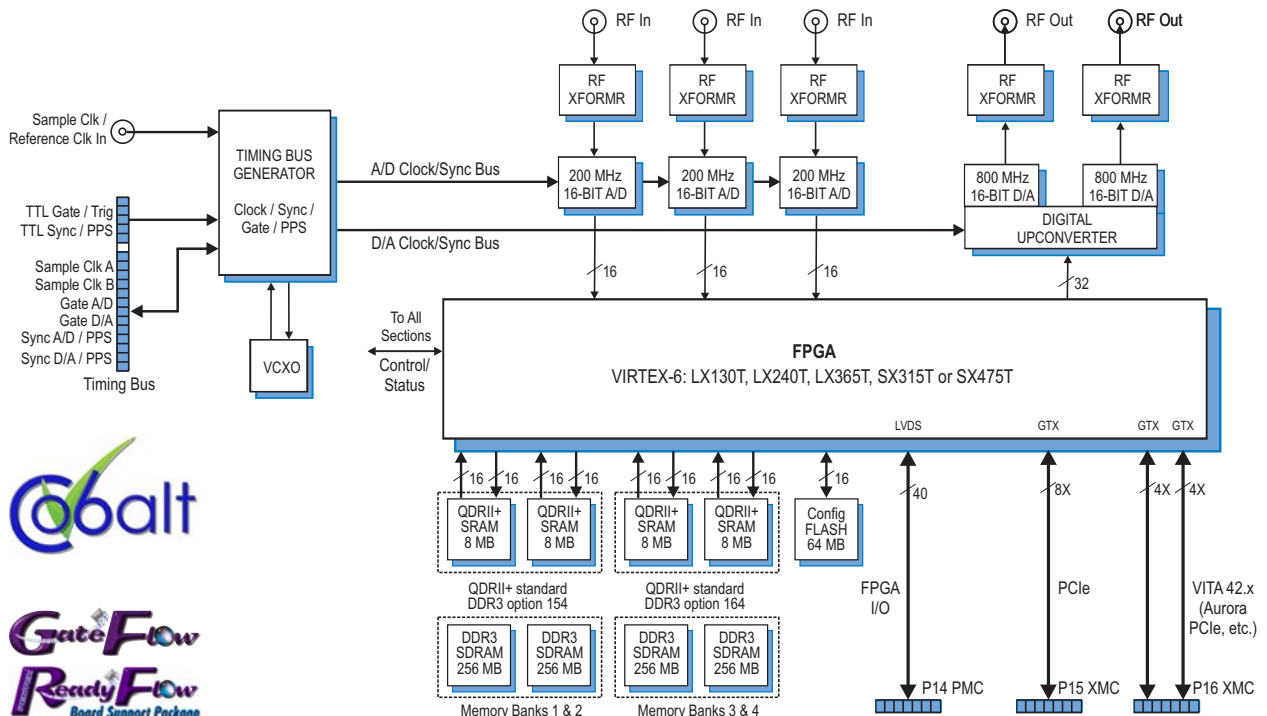 RF In
RF In
RF In
RF Out
RF Out
RF
XFORMR
RF
XFORMR
RF
XFORMR
RF
XFORMR
RF
XFORMR
Sample Clk /
Reference Clk In
TIMING BUS
GENERATOR
Clock / Sync /
Gate / PPS
A/D Clock/Sync Bus
200 MHz
16-BIT A/D
200 MHz
16-BIT A/D
200 MHz
16-BIT A/D
800 MHz
16-BIT D/A
800 MHz
16-BIT D/A
DIGITAL
UPCONVERTER
TTL Gate / Trig
TTL Sync / PPS
D/A Clock/Sync Bus
Sample Clk A
Sample Clk B
Gate A/D
Gate D/A
Sync A/D / PPS
Sync D/A / PPS
Timing Bus
VCXO
16
16
16
32
To All
Sections
Control/
Status
FPGA
VIRTEX-6: LX130T, LX240T, LX365T, SX315T or SX475T
LVDS
GTX
GTX
GTX
16
16
16
16
16
16
16
16
16
40
8X
4X
4X
QDRII+
SRAM
8 MB
QDRII+
SRAM
8 MB
QDRII+
SRAM
8 MB
QDRII+
SRAM
8 MB
Config
FLASH
64 MB
QDRII+ standard
DDR3 option 154
QDRII+ standard
DDR3 option 164
FPGA
I/O
PCIe
VITA 42.x
(Aurora
PCIe, etc.)
DDR3
SDRAM
256 MB
DDR3
SDRAM
256 MB
DDR3
SDRAM
256 MB
DDR3
SDRAM
256 MB
Memory Banks 1 & 2
Memory Banks 3 & 4
P14 PMC
P15 XMC
P16 XMC
Cobalt
GateFlow
ReadyFlow
Board Support Package